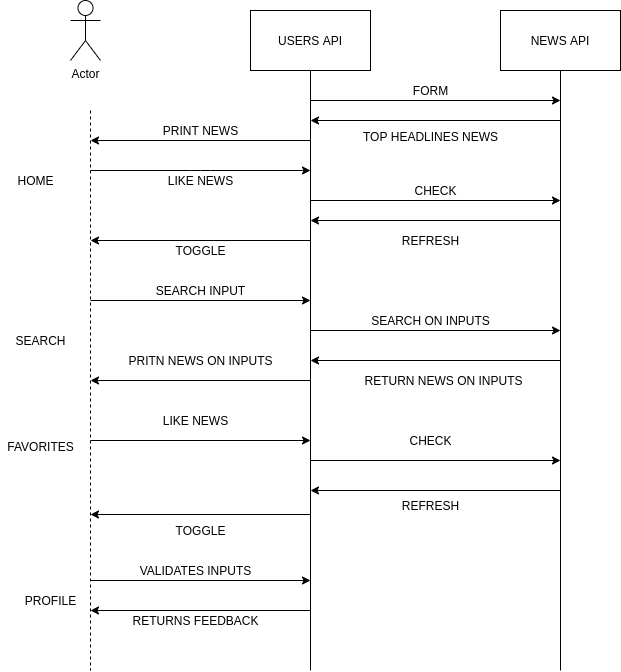 USERS API
NEWS API
Actor
FORM
PRINT NEWS
TOP HEADLINES NEWS
HOME
LIKE NEWS
CHECK
TOGGLE
REFRESH
SEARCH INPUT
SEARCH ON INPUTS
SEARCH
PRITN NEWS ON INPUTS
RETURN NEWS ON INPUTS
LIKE NEWS
FAVORITES
CHECK
REFRESH
TOGGLE
VALIDATES INPUTS
PROFILE
RETURNS FEEDBACK